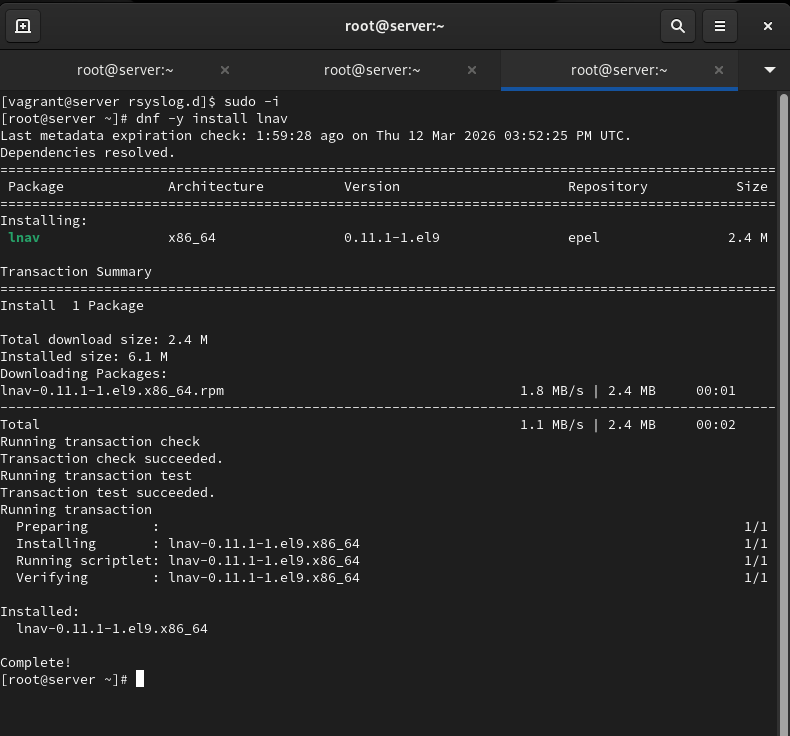 root@server:~
root@server:~ root@server:~ root@server:~
[vagrant@server rsyslog.d]$ sudo -i
[root@server ~]# dnf -y install lnav
Last metadata expiration check: 1:59:28 ago on Thu 12 Mar 2026 03:52:25 PM UTC.
Dependencies resolved.
================================================================================================
 Package             Architecture          Version                     Repository           Size
================================================================================================
Installing:
 lnav                x86_64                0.11.1-1.el9                epel                2.4 M

Transaction Summary
================================================================================================
Install  1 Package

Total download size: 2.4 M
Installed size: 6.1 M
Downloading Packages:
lnav-0.11.1-1.el9.x86_64.rpm                                     1.8 MB/s | 2.4 MB     00:01
------------------------------------------------------------------------------------------------
Total                                                            1.1 MB/s | 2.4 MB     00:02
Running transaction check
Transaction check succeeded.
Running transaction test
Transaction test succeeded.
Running transaction
  Preparing        :                                                                         1/1
  Installing       : lnav-0.11.1-1.el9.x86_64                                                1/1
  Running scriptlet: lnav-0.11.1-1.el9.x86_64                                                1/1
  Verifying        : lnav-0.11.1-1.el9.x86_64                                                1/1

Installed:
  lnav-0.11.1-1.el9.x86_64

Complete!
[root@server ~]#